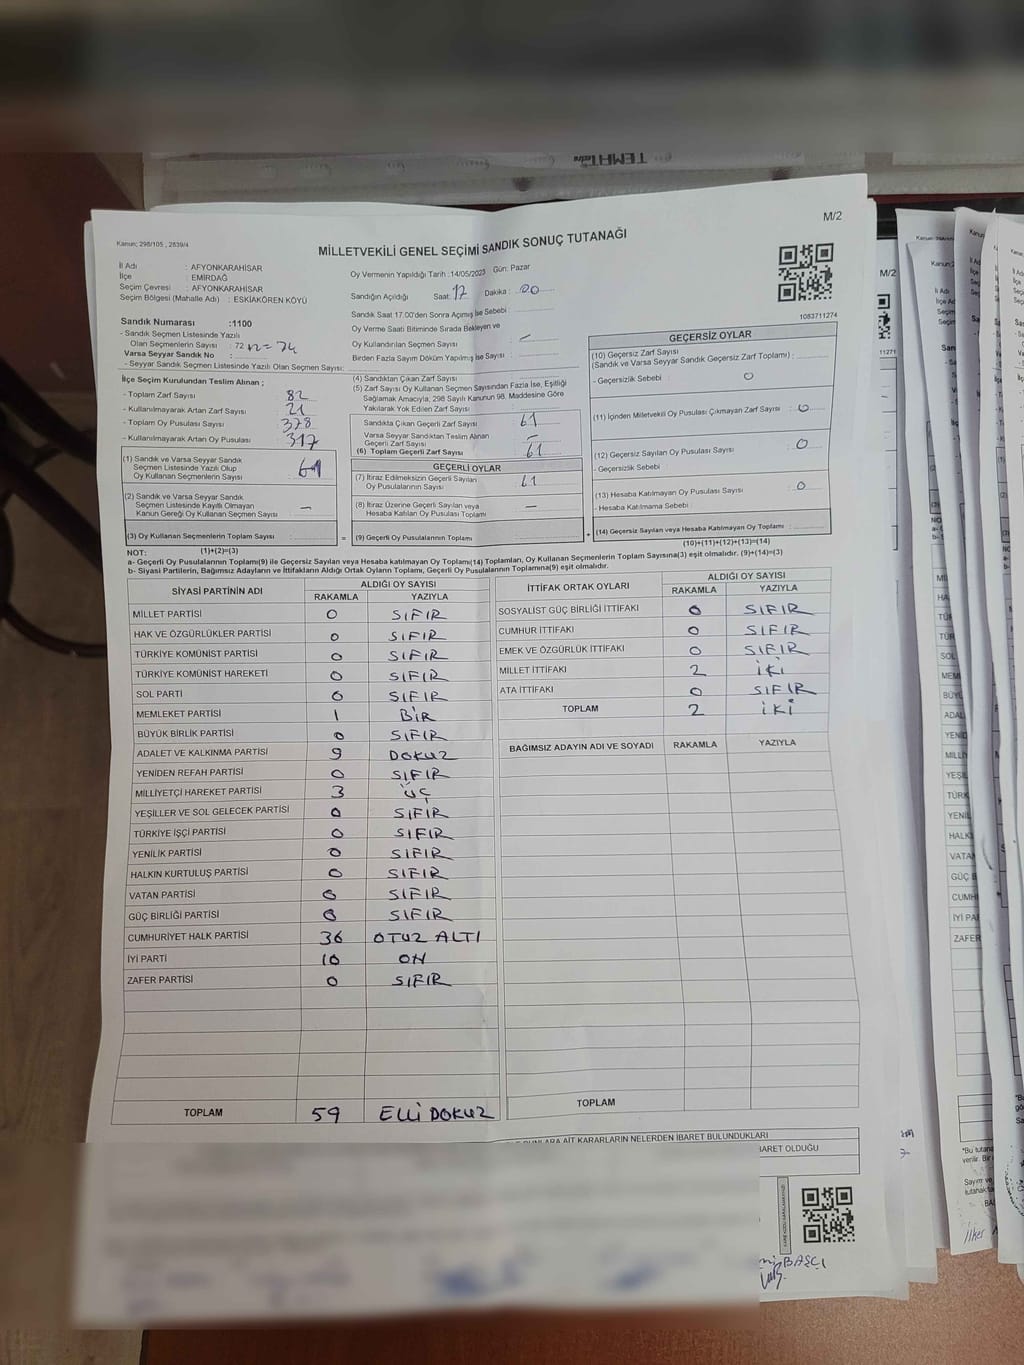 TEMAT
M/2
Kanun; 298/105 , 2839/4
MİLLETVEKİLİ GENEL SEÇİMİ SANDIK SONUÇ TUTANAĞI
İl Adı : AFYONKARAHİSAR
İlçe : EMİRDAĞ
Seçim Çevresi : AFYONKARAHİSAR
Seçim Bölgesi (Mahalle Adı) : ESKİAKÖREN KÖYÜ
Oy Vermenin Yapıldığı Tarih :14/05/2023 Gün: Pazar
Sandığın Açıldığı Saat: 17 Dakika : 00
Sandık Saat 17.00'den Sonra Açımış İse Sebebi :
Oy Verme Saati Bitiminde Sırada Bekleyen ve
Oy Kullandırılan Seçmen Sayısı : -
Birden Fazla Sayım Döküm Yapılmış İse Sayısı :
1083711274
Sandık Numarası :1100
- Sandık Seçmen Listesinde Yazılı
Olan Seçmenlerin Sayısı : 72
Varsa Seyyar Sandık No :
- Seyyar Sandık Seçmen Listesinde Yazılı Olan Seçmen Sayısı:
İlçe Seçim Kurulundan Teslim Alınan ;
- Toplam Zarf Sayısı : 82
- Kullanılmayarak Artan Zarf Sayısı : 21
- Toplam Oy Pusulası Sayısı : 378
- Kullanılmayarak Artan Oy Pusulası : 317
(1) Sandık ve Varsa Seyyar Sandık
Seçmen Listesinde Yazılı Olup
Oy Kullanan Seçmenlerin Sayısı : 61
(2) Sandık ve Varsa Seyyar Sandık
Seçmen Listesinde Kayıtlı Olmayan
Kanun Gereği Oy Kullanan Seçmen Sayısı : -
(3) Oy Kullanan Seçmenlerin Toplam Sayısı :
(4) Sandıktan Çıkan Zarf Sayısı :
(5) Zarf Sayısı Oy Kullanan Seçmen Sayısından Fazla İse, Eşitliği
Sağlamak Amacıyla; 298 Sayılı Kanunun 98. Maddesine Göre
Yakılarak Yok Edilen Zarf Sayısı :
Sandıkta Çıkan Geçerli Zarf Sayısı : 61
Varsa Seyyar Sandıktan Teslim Alınan
Geçerli Zarf Sayısı : -
(6) Toplam Geçerli Zarf Sayısı : 61
GEÇERLİ OYLAR
(7) İtiraz Edilmeksizin Geçerli Sayılan
Oy Pusulalarının Sayısı : 61
(8) İtiraz Üzerine Geçerli Sayılan veya
Hesaba Katılan Oy Pusulası Toplamı : -
= (9) Geçerli Oy Pusulalarının Toplamı : +
GEÇERSİZ OYLAR
(10) Geçersiz Zarf Sayısı
(Sandık ve Varsa Seyyar Sandık Geçersiz Zarf Toplamı) :
- Geçersizlik Sebebi : 0
(11) İçinden Milletvekili Oy Pusulası Çıkmayan Zarf Sayısı : 0
(12) Geçersiz Sayılan Oy Pusulası Sayısı : 0
- Geçersizlik Sebebi :
(13) Hesaba Katılmayan Oy Pusulası Sayısı : 0
- Hesaba Katılmama Sebebi :
(14) Geçersiz Sayılan veya Hesaba Katılmayan Oy Toplamı :
NOT: (1)+(2)=(3) (10)+(11)+(12)+(13)=(14)
a- Geçerli Oy Pusulalarının Toplamı(9) ile Geçersiz Sayılan veya Hesaba katılmayan Oy Toplamı(14) Toplamları, Oy Kullanan Seçmenlerin Toplam Sayısına(3) eşit olmalıdır. (9)+(14)=(3)
b- Siyasi Partilerin, Bağımsız Adayların ve İttifakların Aldığı Ortak Oyların Toplamı, Geçerli Oy Pusulalarının Toplamına(9) eşit olmalıdır.
SİYASİ PARTİNİN ADI ALDIĞI OY SAYISI
RAKAMLA YAZIYLA
MİLLET PARTİSİ 0 SIFIR
HAK VE ÖZGÜRLÜKLER PARTİSİ 0 SIFIR
TÜRKİYE KOMÜNİST PARTİSİ 0 SIFIR
TÜRKİYE KOMÜNİST HAREKETİ 0 SIFIR
SOL PARTİ 0 SIFIR
MEMLEKET PARTİSİ 1 BİR
BÜYÜK BİRLİK PARTİSİ 0 SIFIR
ADALET VE KALKINMA PARTİSİ 9 DOKUZ
YENİDEN REFAH PARTİSİ 0 SIFIR
MİLLİYETÇİ HAREKET PARTİSİ 3 ÜÇ
YEŞİLLER VE SOL GELECEK PARTİSİ 0 SIFIR
TÜRKİYE İŞÇİ PARTİSİ 0 SIFIR
YENİLİK PARTİSİ 0 SIFIR
HALKIN KURTULUŞ PARTİSİ 0 SIFIR
VATAN PARTİSİ 0 SIFIR
GÜÇ BİRLİĞİ PARTİSİ 0 SIFIR
CUMHURİYET HALK PARTİSİ 36 OTUZ ALTI
İYİ PARTİ 10 ON
ZAFER PARTİSİ 0 SIFIR
TOPLAM 59 ELLİ DOKUZ
İTTİFAK ORTAK OYLARI ALDIĞI OY SAYISI
RAKAMLA YAZIYLA
SOSYALİST GÜÇ BİRLİĞİ İTTİFAKI 0 SIFIR
CUMHUR İTTİFAKI 0 SIFIR
EMEK VE ÖZGÜRLÜK İTTİFAKI 0 SIFIR
MİLLET İTTİFAKI 2 İKİ
ATA İTTİFAKI 0 SIFIR
TOPLAM 2 İKİ
BAĞIMSIZ ADAYIN ADI VE SOYADI RAKAMLA YAZIYLA
TOPLAM
BUNLARA AİT KARARLARIN NELERDEN İBARET BULUNDUKLARI
İBARET OLDUĞU
BAŞCI
M/2